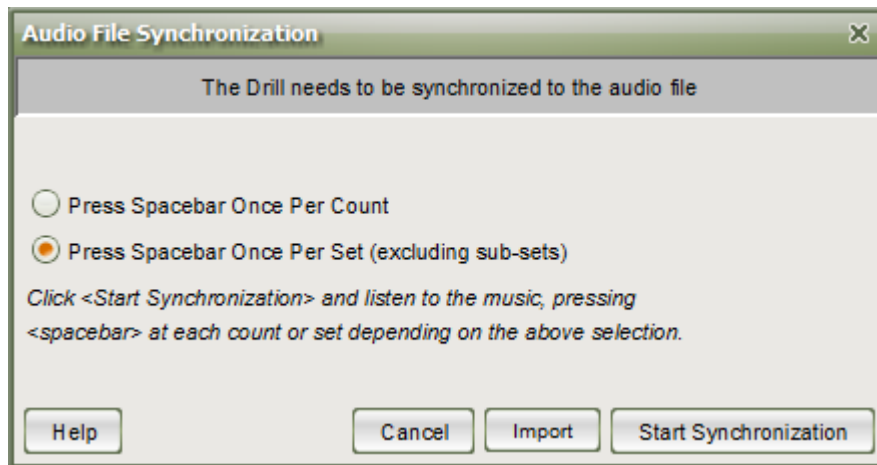 Audio File Synchronization
The Drill needs to be synchronized to the audio file
Press Spacebar Once Per Count
Press Spacebar Once Per Set (excluding sub-sets)
Click <Start Synchronization> and listen to the music, pressing
<spacebar> at each count or set depending on the above selection.
Help Cancel Import Start Synchronization